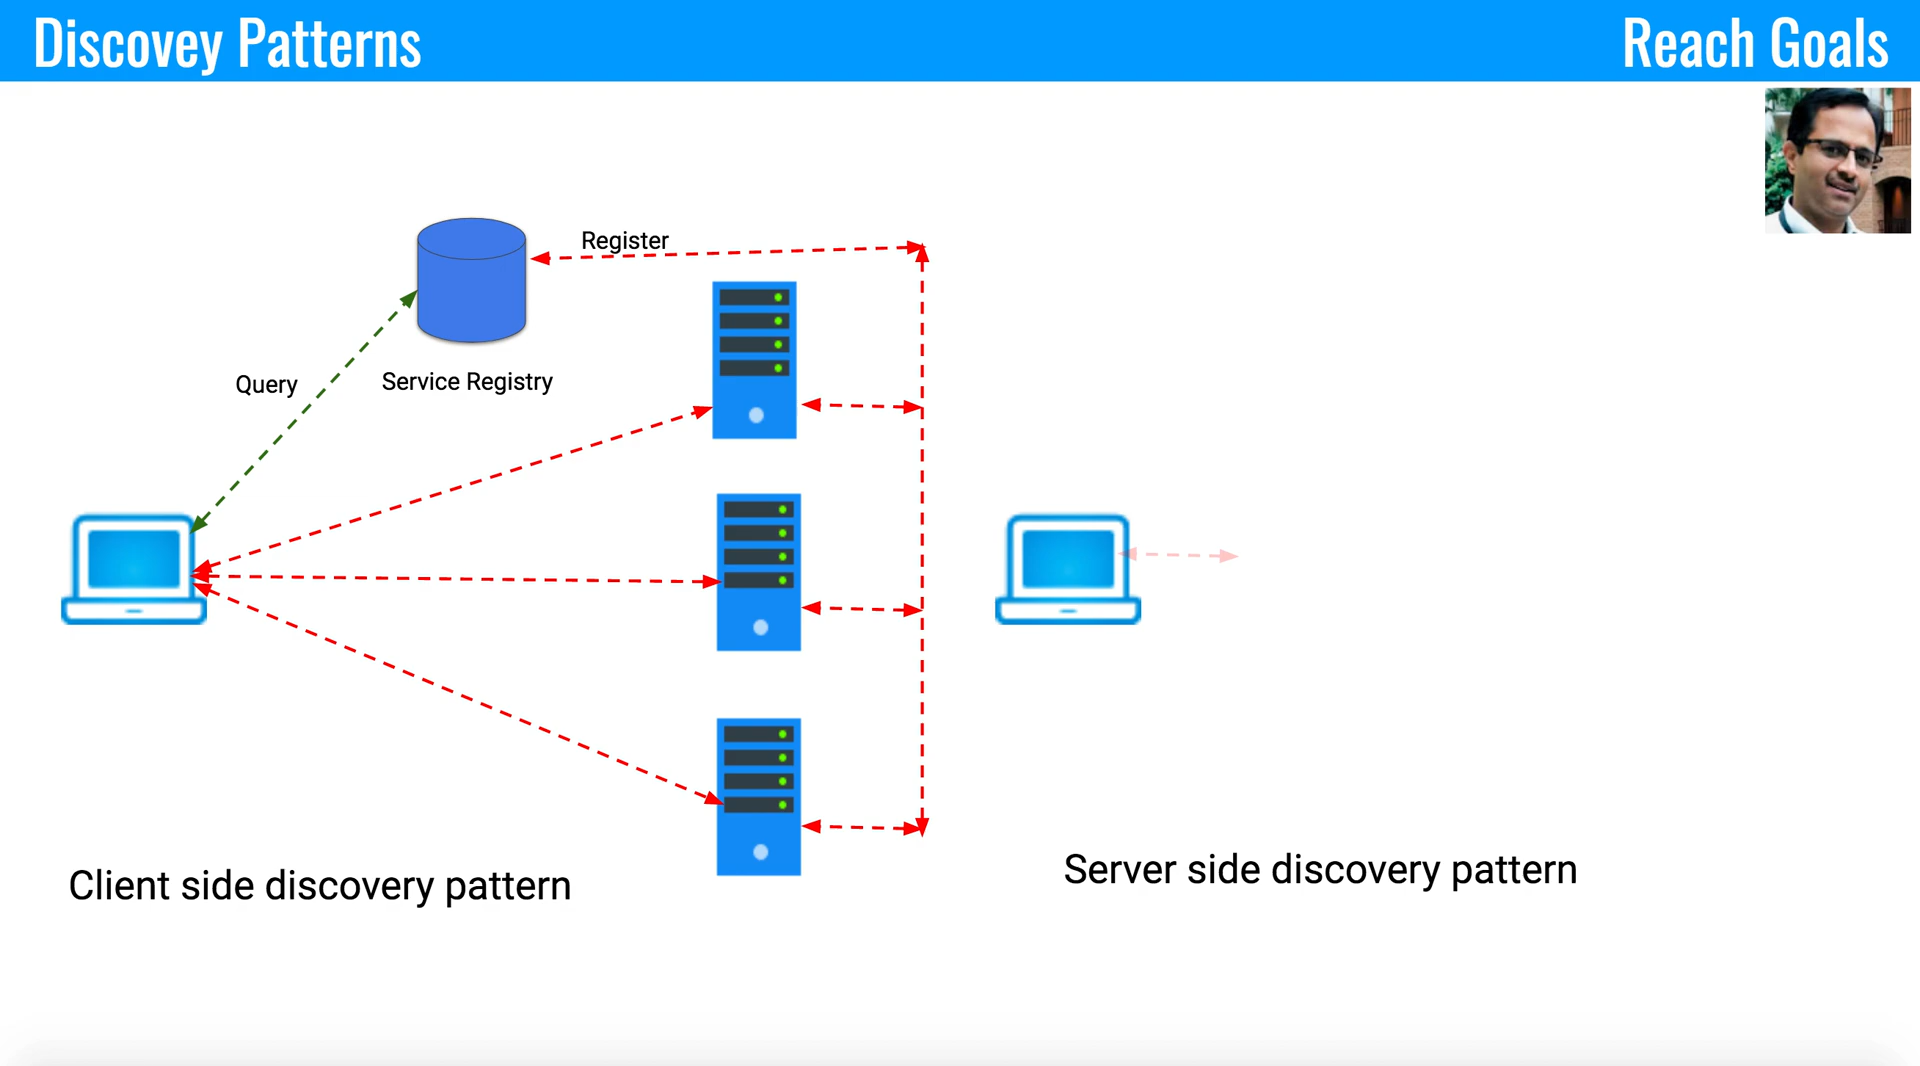 Discovey Patterns
Reach Goals
Register
Query
Service Registry
Client side discovery pattern
Server side discovery pattern